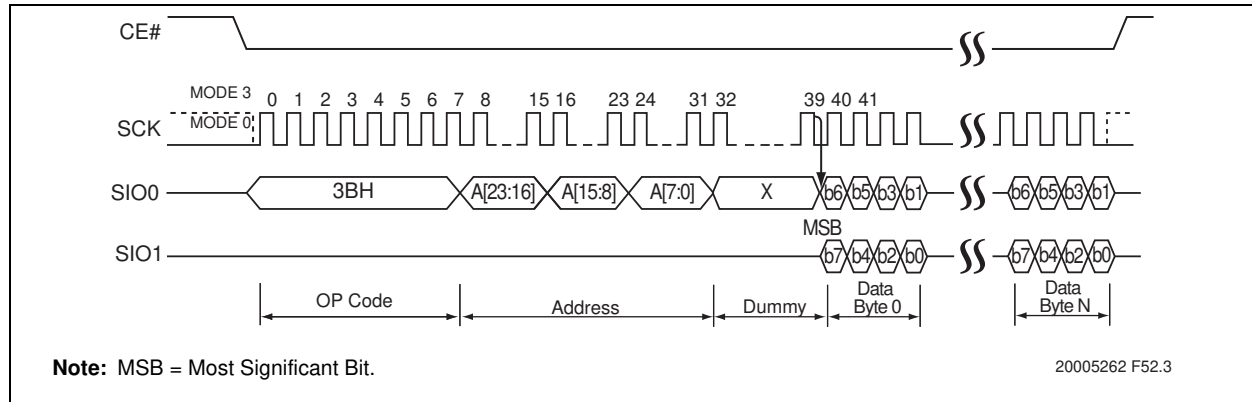 CE#
MODE 3
0 1 2 3 4 5 6 7 8 15 16 23 24 31 32 39 40 41
SCK
MODE 0
SIO0 3BH A[23:16] A[15:8] A[7:0] X b6 b5 b3 b1 b6 b5 b3 b1
MSB
SIO1 b7 b4 b2 b0 b7 b4 b2 b0
OP Code Address Dummy Data Byte 0 Data Byte N
Note: MSB = Most Significant Bit.
20005262 F52.3